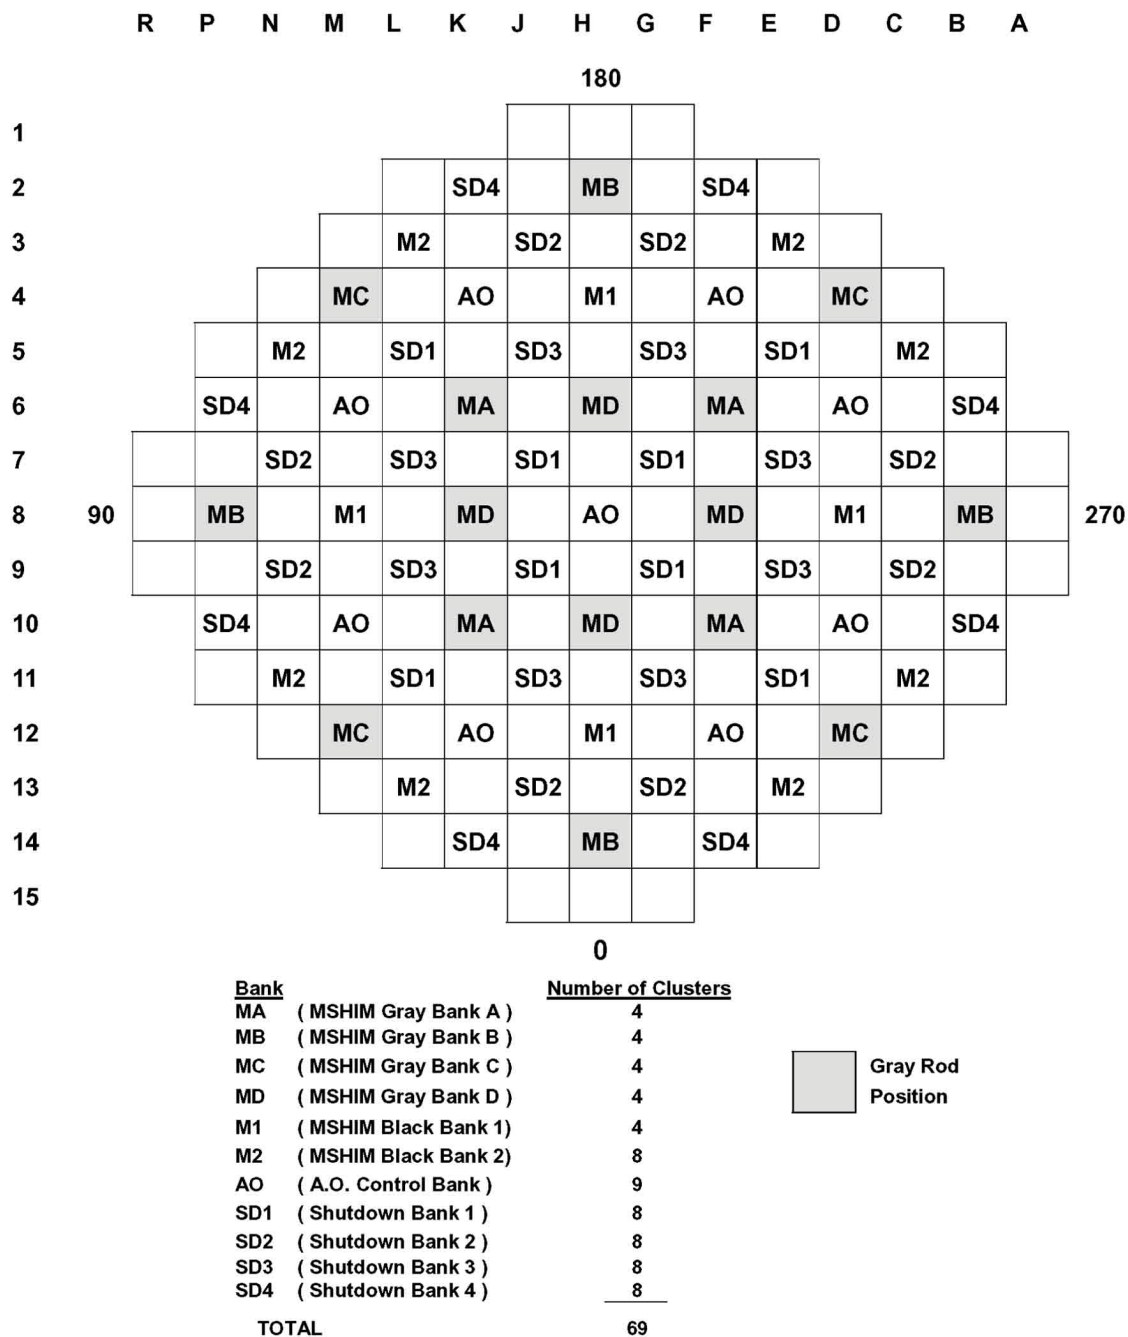 R P N M L K J H G F E D C B A
180
1
2 SD4 MB SD4
3 M2 SD2 SD2 M2
4 MC AO M1 AO MC
5 M2 SD1 SD3 SD3 SD1 M2
6 SD4 AO MA MD MA AO SD4
7 SD2 SD3 SD1 SD1 SD3 SD2
8 90 MB M1 MD AO MD M1 MB 270
9 SD2 SD3 SD1 SD1 SD3 SD2
10 SD4 AO MA MD MA AO SD4
11 M2 SD1 SD3 SD3 SD1 M2
12 MC AO M1 AO MC
13 M2 SD2 SD2 M2
14 SD4 MB SD4
15
0
Bank Number of Clusters
MA ( MSHIM Gray Bank A ) 4
MB ( MSHIM Gray Bank B ) 4
MC ( MSHIM Gray Bank C ) 4
MD ( MSHIM Gray Bank D ) 4
M1 ( MSHIM Black Bank 1) 4
M2 ( MSHIM Black Bank 2) 8
AO ( A.O. Control Bank ) 9
SD1 ( Shutdown Bank 1 ) 8
SD2 ( Shutdown Bank 2 ) 8
SD3 ( Shutdown Bank 3 ) 8
SD4 ( Shutdown Bank 4 ) 8
TOTAL 69
Gray Rod
Position